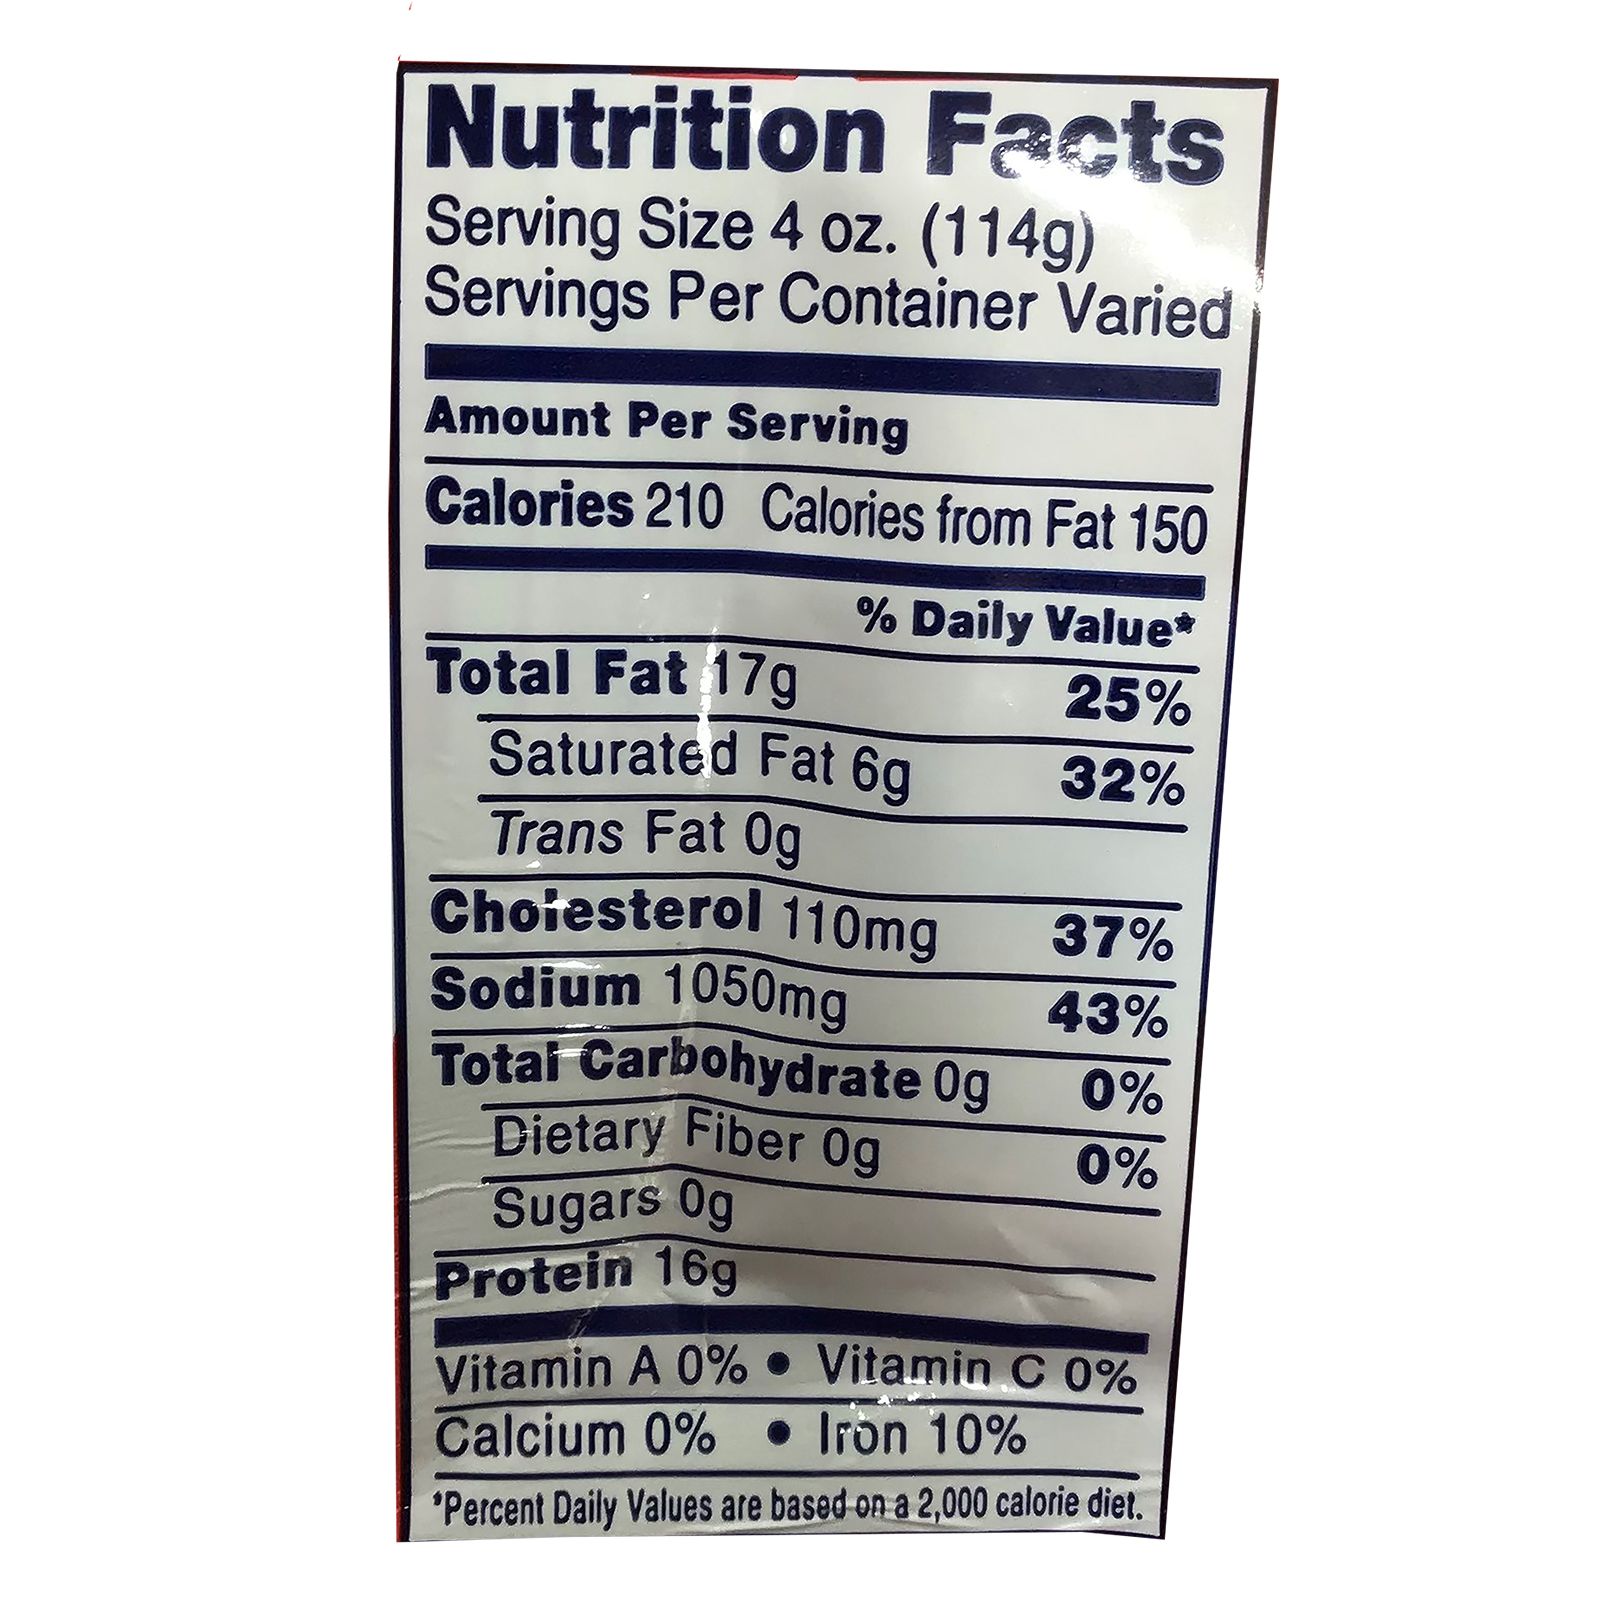 Nutrition Facts
Serving Size 4 oz. (114g)
Servings Per Container Varied
Amount Per Serving
Calories 210 Calories from Fat 150
% Daily Value*
Total Fat 17g 25%
Saturated Fat 6g 32%
Trans Fat 0g
Cholesterol 110mg 37%
Sodium 1050mg 43%
Total Carbohydrate 0g 0%
Dietary Fiber 0g 0%
Sugars 0g
Protein 16g
Vitamin A 0% • Vitamin C 0%
Calcium 0% • Iron 10%
*Percent Daily Values are based on a 2,000 calorie diet.